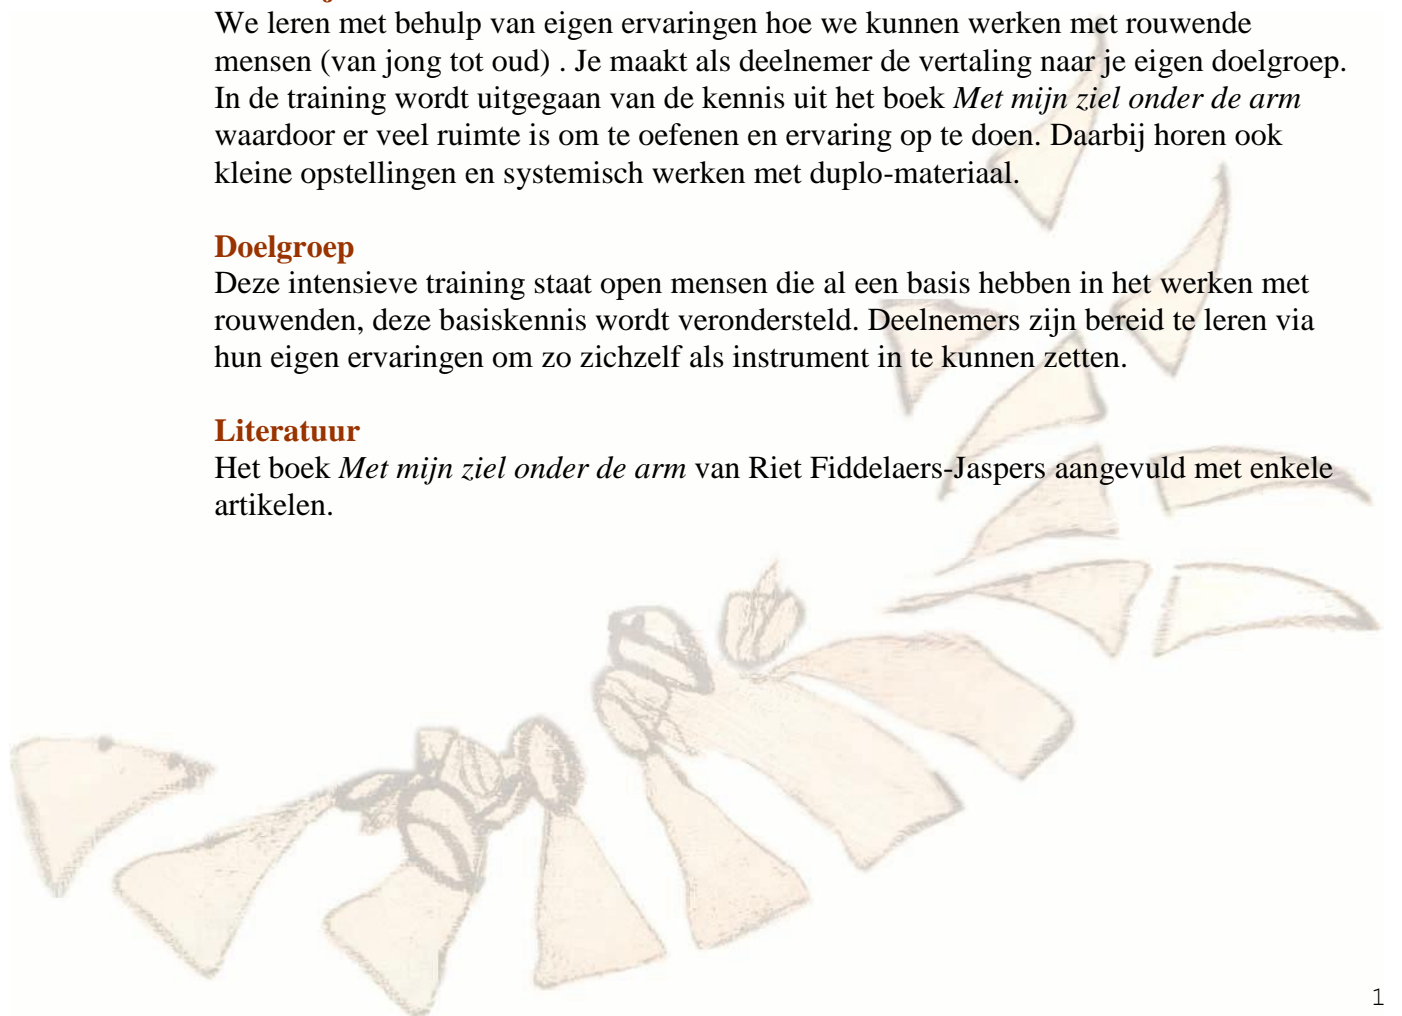 We leren met behulp van eigen ervaringen hoe we kunnen werken met rouwende
mensen (van jong tot oud) . Je maakt als deelnemer de vertaling naar je eigen doelgroep.
In de training wordt uitgegaan van de kennis uit het boek Met mijn ziel onder de arm
waardoor er veel ruimte is om te oefenen en ervaring op te doen. Daarbij horen ook
kleine opstellingen en systemisch werken met duplo-materiaal.
Doelgroep
Deze intensieve training staat open mensen die al een basis hebben in het werken met
rouwenden, deze basiskennis wordt verondersteld. Deelnemers zijn bereid te leren via
hun eigen ervaringen om zo zichzelf als instrument in te kunnen zetten.
Literatuur
Het boek Met mijn ziel onder de arm van Riet Fiddelaers-Jaspers aangevuld met enkele
artikelen.
1